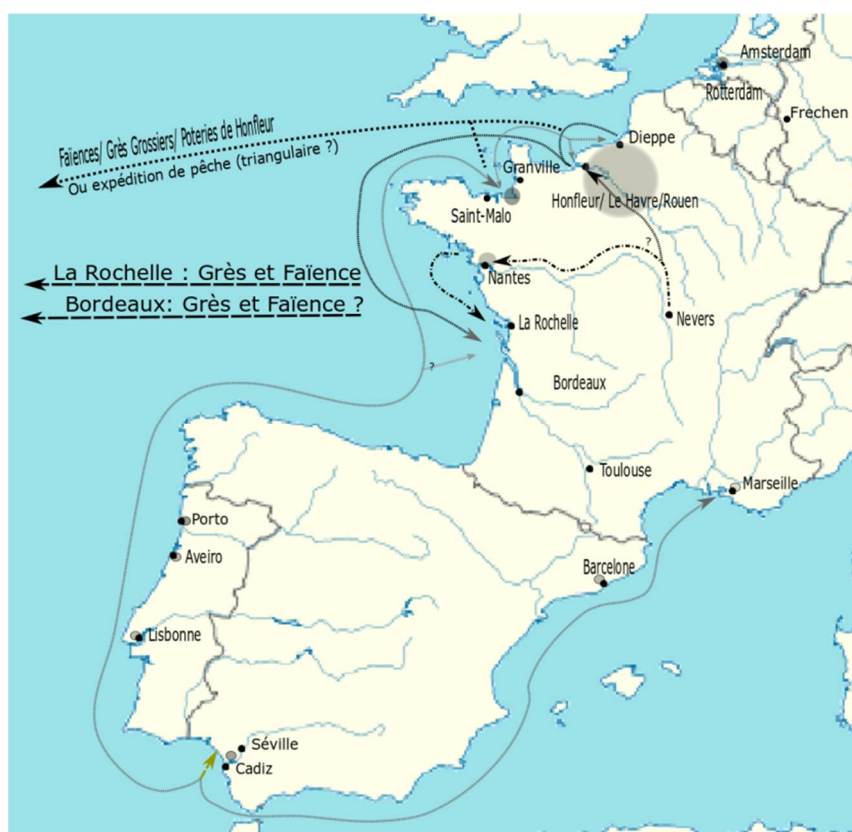 Amsterdam
Rotterdam
Frechen
Faïences/ Grès Grossiers/ Poteries de Honfleur
Ou expédition de pêche (triangulaire ?)
Dieppe
Granville
Honfleur/ Le Havre/Rouen
Saint-Malo
?
La Rochelle : Grès et Faïence
Nantes
Bordeaux: Grès et Faïence ?
Nevers
La Rochelle
?
Bordeaux
Toulouse
Marseille
Porto
Aveiro
Barcelone
Lisbonne
Séville
Cadiz